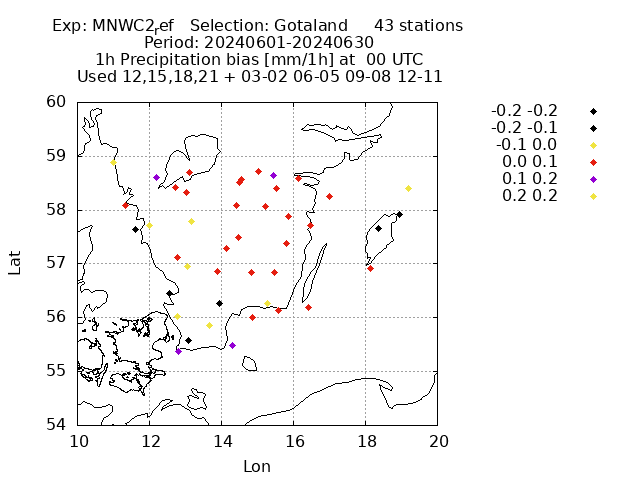 Exp: MNWC2ref   Selection: Gotaland     43 stations
Period: 20240601-20240630
1h Precipitation bias [mm/1h] at  00 UTC
Used 12,15,18,21 + 03-02 06-05 09-08 12-11
-0.2 -0.2
-0.2 -0.1
-0.1 0.0
0.0 0.1
0.1 0.2
0.2 0.2
60
59
58
57
56
55
54
Lat
10 12 14 16 18 20
Lon